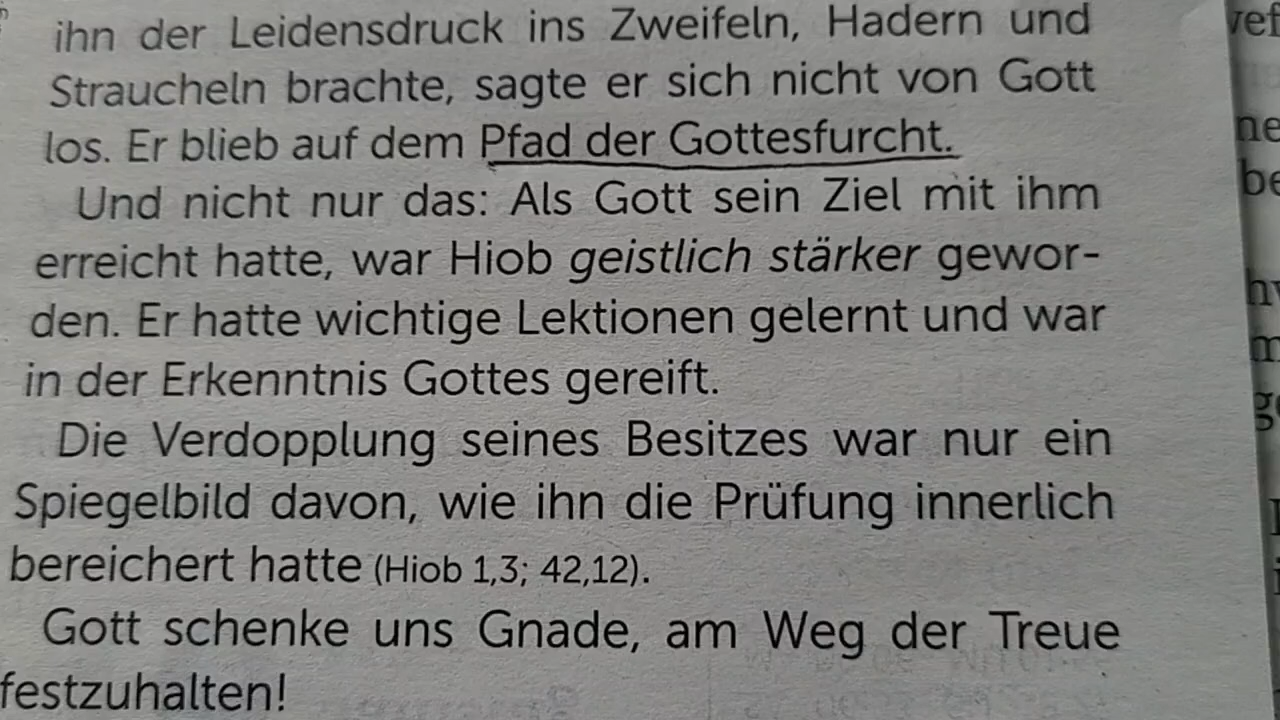 ihn der Leidensdruck ins Zweifeln, Hadern und
Straucheln brachte, sagte er sich nicht von Gott
los. Er blieb auf dem Pfad der Gottesfurcht.
Und nicht nur das: Als Gott sein Ziel mit ihm
erreicht hatte, war Hiob geistlich stärker gewor-
den. Er hatte wichtige Lektionen gelernt und war
in der Erkenntnis Gottes gereift.
Die Verdopplung seines Besitzes war nur ein
Spiegelbild davon, wie ihn die Prüfung innerlich
bereichert hatte (Hiob 1,3; 42,12).
Gott schenke uns Gnade, am Weg der Treue
festzuhalten!